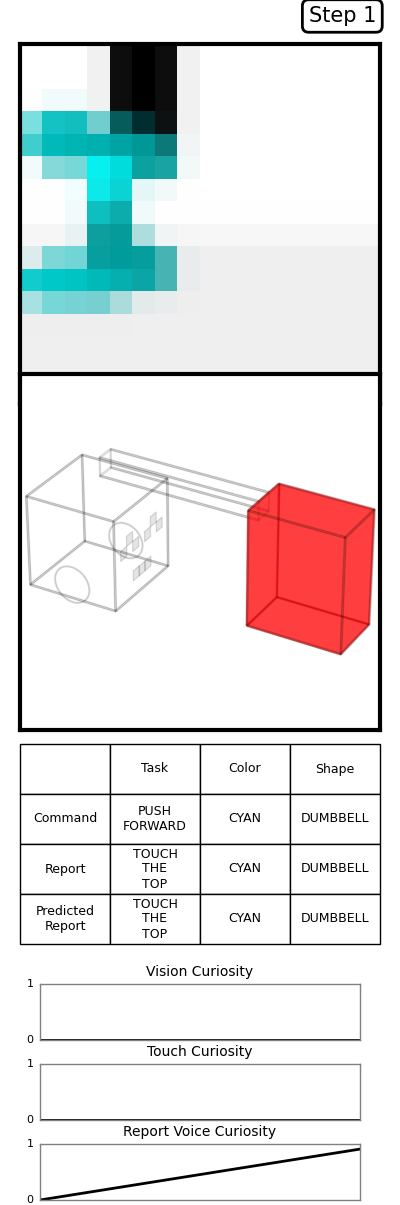 Step 1
Task Color Shape
Command PUSH FORWARD CYAN DUMBBELL
Report TOUCH THE TOP CYAN DUMBBELL
Predicted Report TOUCH THE TOP CYAN DUMBBELL
Vision Curiosity
1
0
Touch Curiosity
1
0
Report Voice Curiosity
1
0